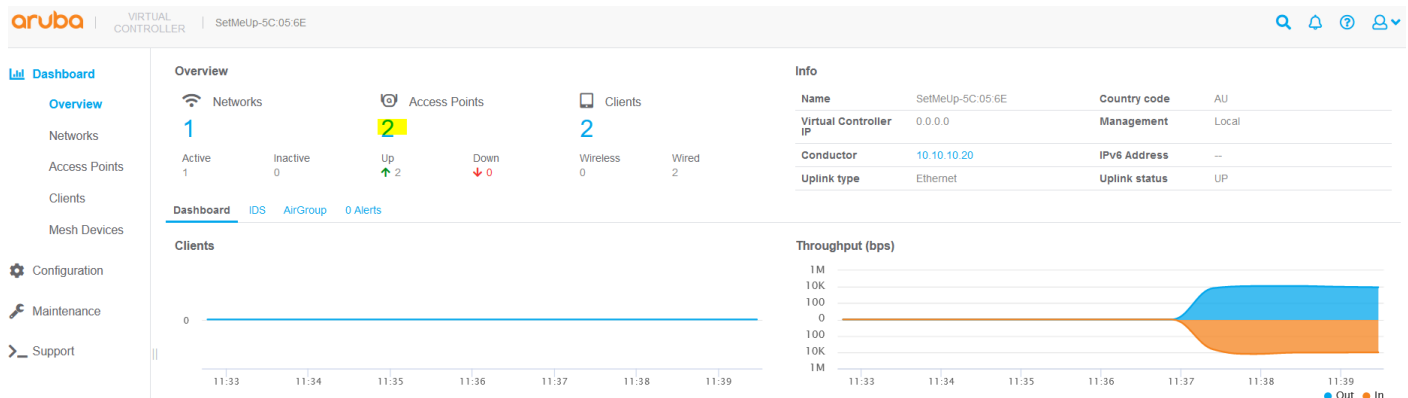 aruba VIRTUAL CONTROLLER SetMeUp-5C:05:6E
Dashboard
Overview
Networks
Access Points
Clients
Mesh Devices
Configuration
Maintenance
Support
Overview
Networks
1
Active
1
Inactive
0
Access Points
2
Up
2
Down
0
Clients
2
Wireless
0
Wired
2
Info
Name SetMeUp-5C:05:6E Country code AU
Virtual Controller IP 0.0.0.0 Management Local
Conductor 10.10.10.20 IPv6 Address --
Uplink type Ethernet Uplink status UP
Dashboard IDS AirGroup 0 Alerts
Clients
0
11:33 11:34 11:35 11:36 11:37 11:38 11:39
Throughput (bps)
1M
10K
100
0
100
10K
1M
11:33 11:34 11:35 11:36 11:37 11:38 11:39
Out In